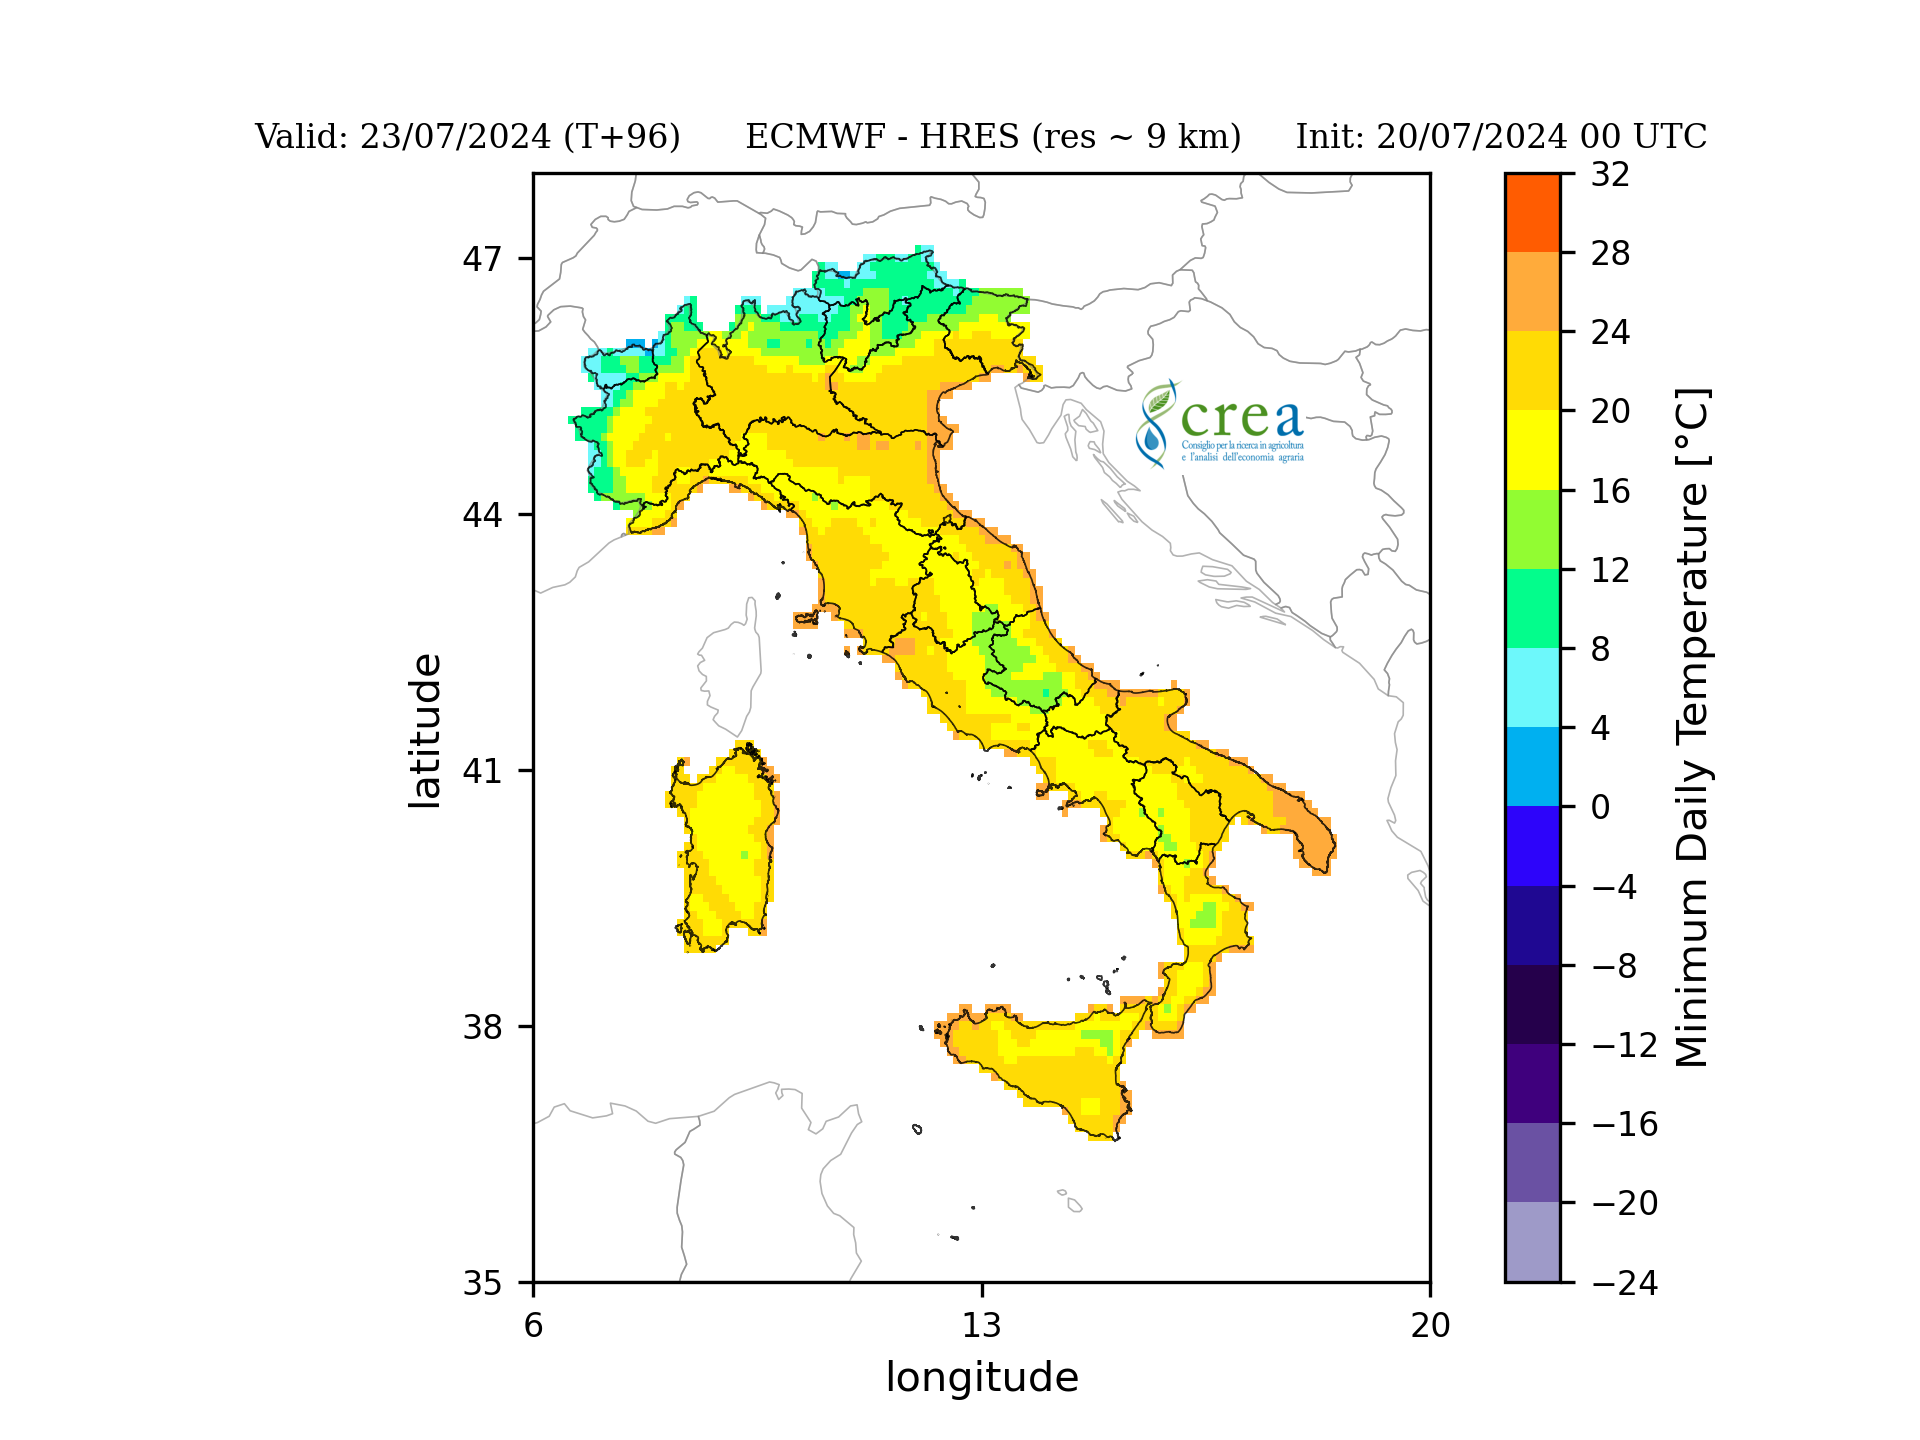 Valid: 23/07/2024 (T+96) ECMWF - HRES (res ~ 9 km) Init: 20/07/2024 00 UTC
47
44
41
38
35
latitude
6 13 20
longitude
crea
Consiglio per la ricerca in agricoltura
e l'analisi dell'economia agraria
32
28
24
20
16
12
8
4
0
−4
−8
−12
−16
−20
−24
Minimum Daily Temperature [°C]